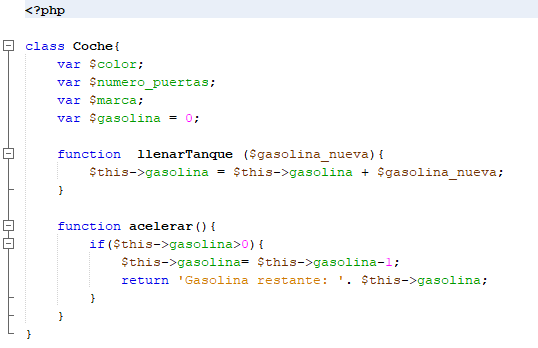 <?php
class Coche{
var $color;
var $numero_puertas;
var $marca;
var $gasolina = 0;
function  llenarTanque ($gasolina_nueva){
$this->gasolina = $this->gasolina + $gasolina_nueva;
}
function acelerar(){
if($this->gasolina>0){
$this->gasolina= $this->gasolina-1;
return 'Gasolina restante: '. $this->gasolina;
}
}
}